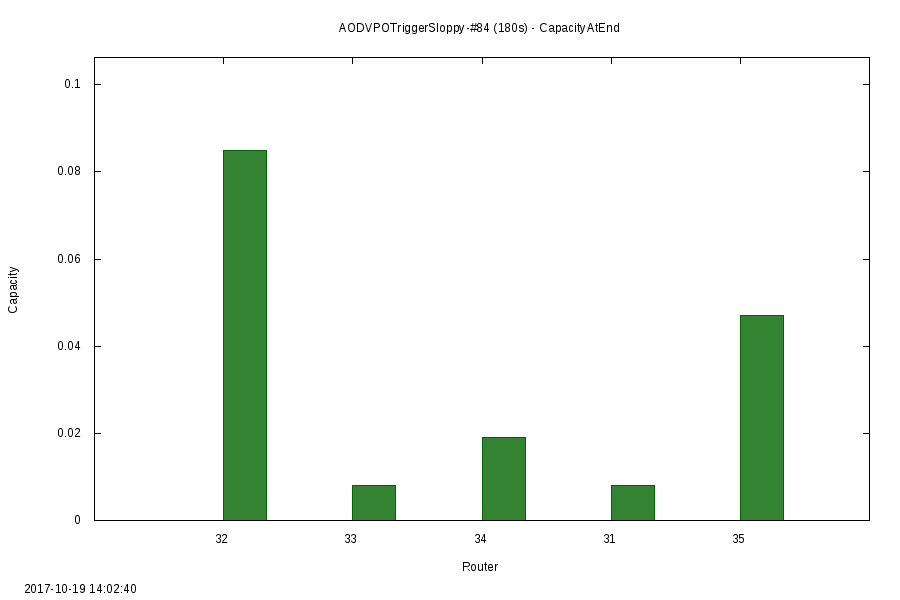 AODVPOTriggerSloppy-#84 (180s) - CapacityAtEnd
0.1
0.08
0.06
0.04
0.02
0
Capacity
32 33 34 31 35
Router
2017-10-19 14:02:40